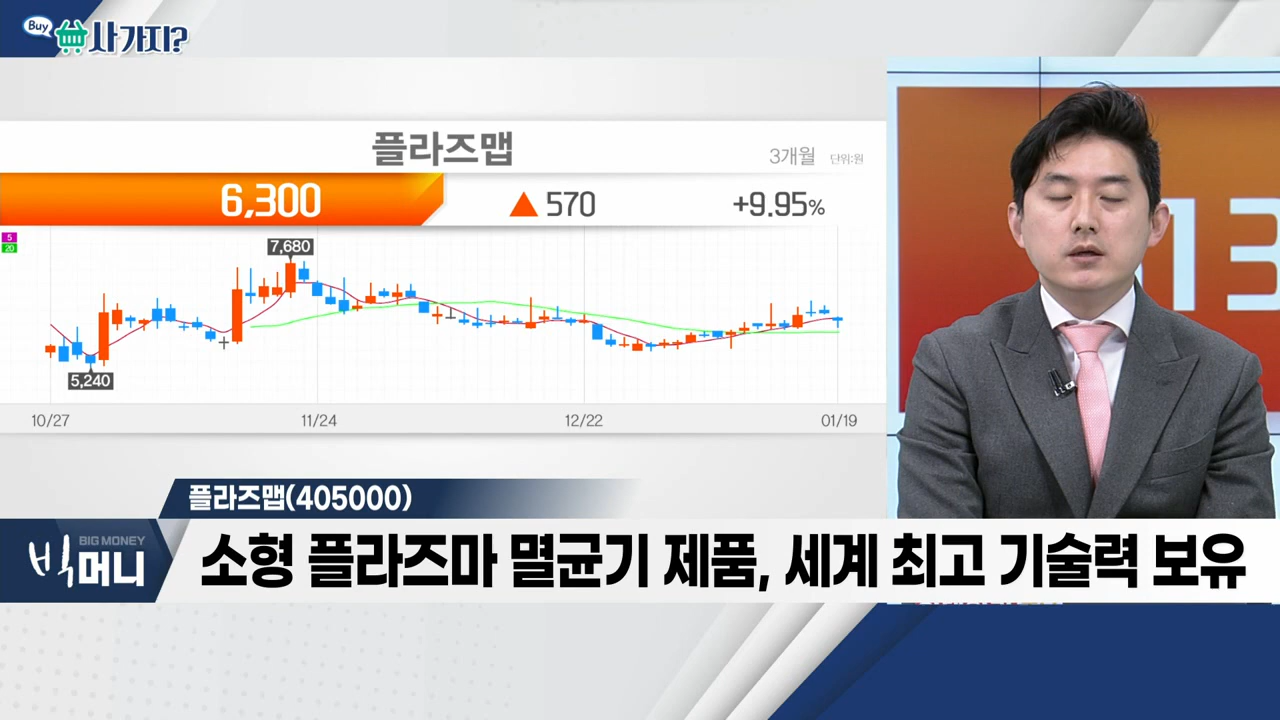 Buy
사가지?
플라즈맵
3개월 단위:원
6,300 ▲ 570 +9.95%
5
20
7,680
5,240
10/27 11/24 12/22 01/19
13
플라즈맵(405000)
BIG MONEY
빅머니
소형 플라즈마 멸균기 제품, 세계 최고 기술력 보유